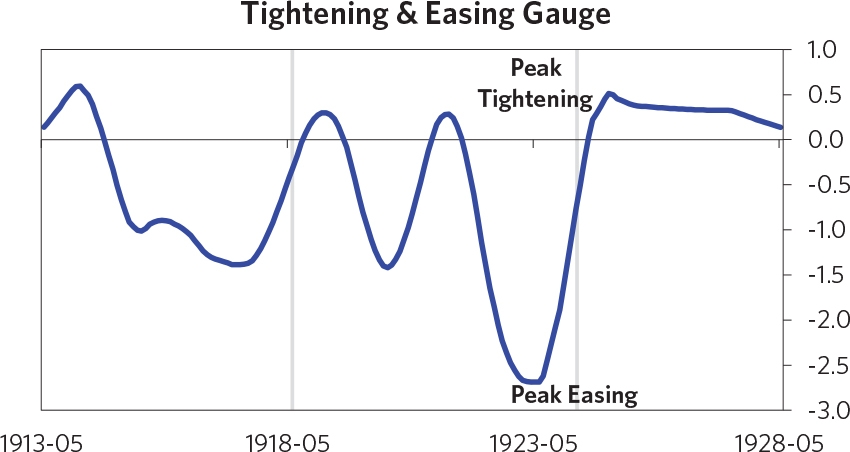 Tightening & Easing Gauge
Peak
Tightening
Peak Easing
1.0
0.5
0.0
-0.5
-1.0
-1.5
-2.0
-2.5
-3.0
1913-05 1918-05 1923-05 1928-05